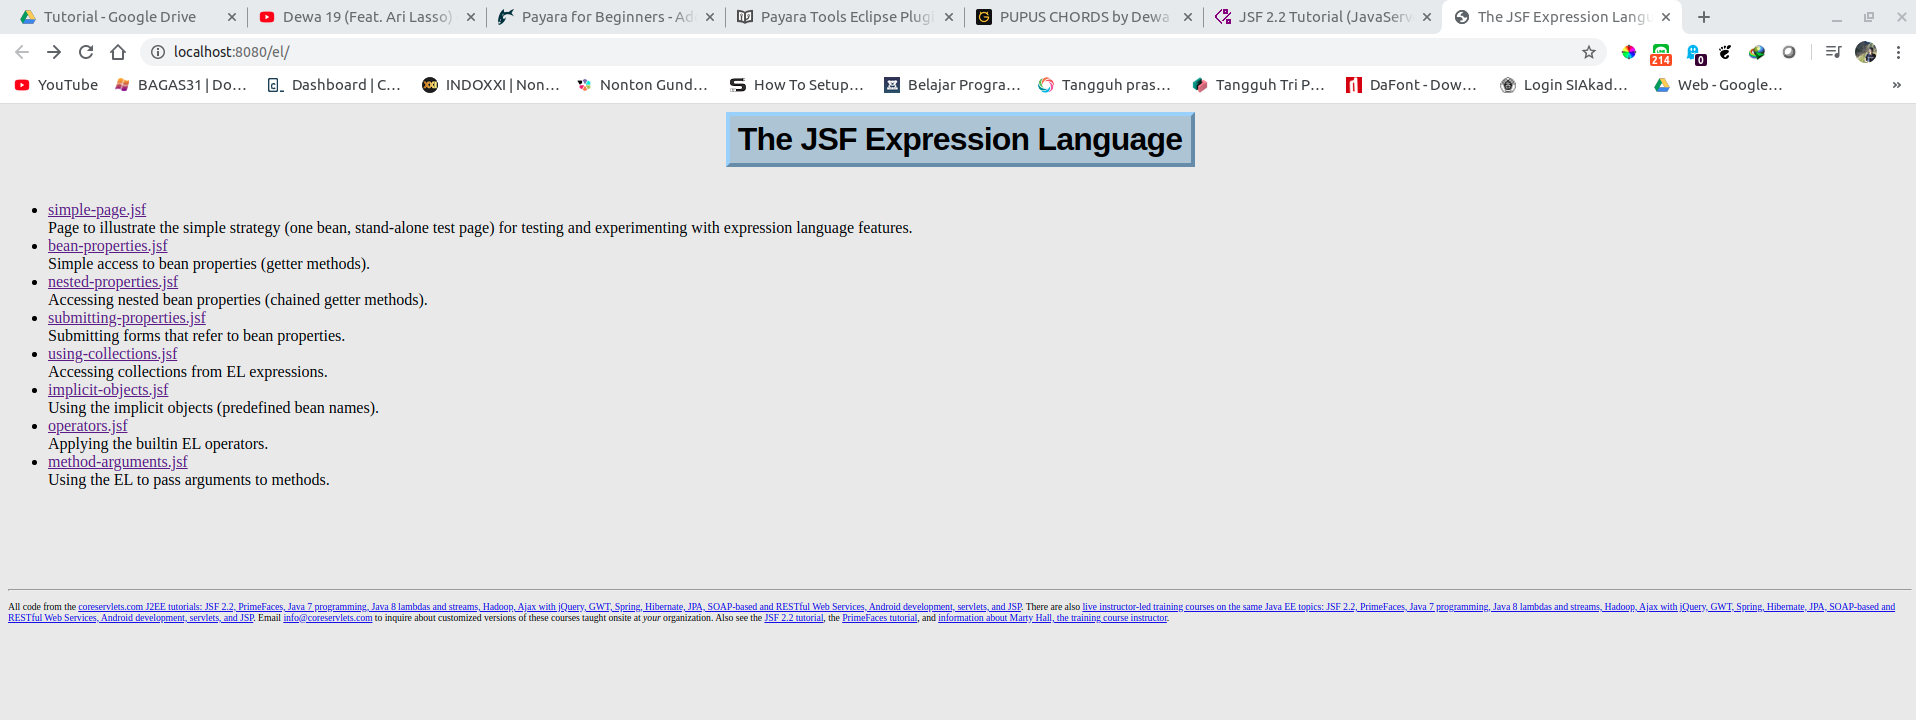 Tutorial - Google Drive
Dewa 19 (Feat. Ari Lasso)
Payara for Beginners - Ad
Payara Tools Eclipse Plugi
PUPUS CHORDS by Dewa
JSF 2.2 Tutorial (JavaServ
The JSF Expression Langu
localhost:8080/el/
214
0
YouTube
BAGAS31 | Do…
Dashboard | C…
INDOXXI | Non…
Nonton Gund…
How To Setup…
Belajar Progra…
Tangguh pras…
Tangguh Tri P…
DaFont - Dow…
Login SIAkad…
Web - Google…
»
The JSF Expression Language
• simple-page.jsf
Page to illustrate the simple strategy (one bean, stand-alone test page) for testing and experimenting with expression language features.
• bean-properties.jsf
Simple access to bean properties (getter methods).
• nested-properties.jsf
Accessing nested bean properties (chained getter methods).
• submitting-properties.jsf
Submitting forms that refer to bean properties.
• using-collections.jsf
Accessing collections from EL expressions.
• implicit-objects.jsf
Using the implicit objects (predefined bean names).
• operators.jsf
Applying the builtin EL operators.
• method-arguments.jsf
Using the EL to pass arguments to methods.
All code from the coreservlets.com J2EE tutorials: JSF 2.2, PrimeFaces, Java 7 programming, Java 8 lambdas and streams, Hadoop, Ajax with jQuery, GWT, Spring, Hibernate, JPA, SOAP-based and RESTful Web Services, Android development, servlets, and JSP. There are also live instructor-led training courses on the same Java EE topics: JSF 2.2, PrimeFaces, Java 7 programming, Java 8 lambdas and streams, Hadoop, Ajax with jQuery, GWT, Spring, Hibernate, JPA, SOAP-based and
RESTful Web Services, Android development, servlets, and JSP. Email info@coreservlets.com to inquire about customized versions of these courses taught onsite at your organization. Also see the JSF 2.2 tutorial, the PrimeFaces tutorial, and information about Marty Hall, the training course instructor.